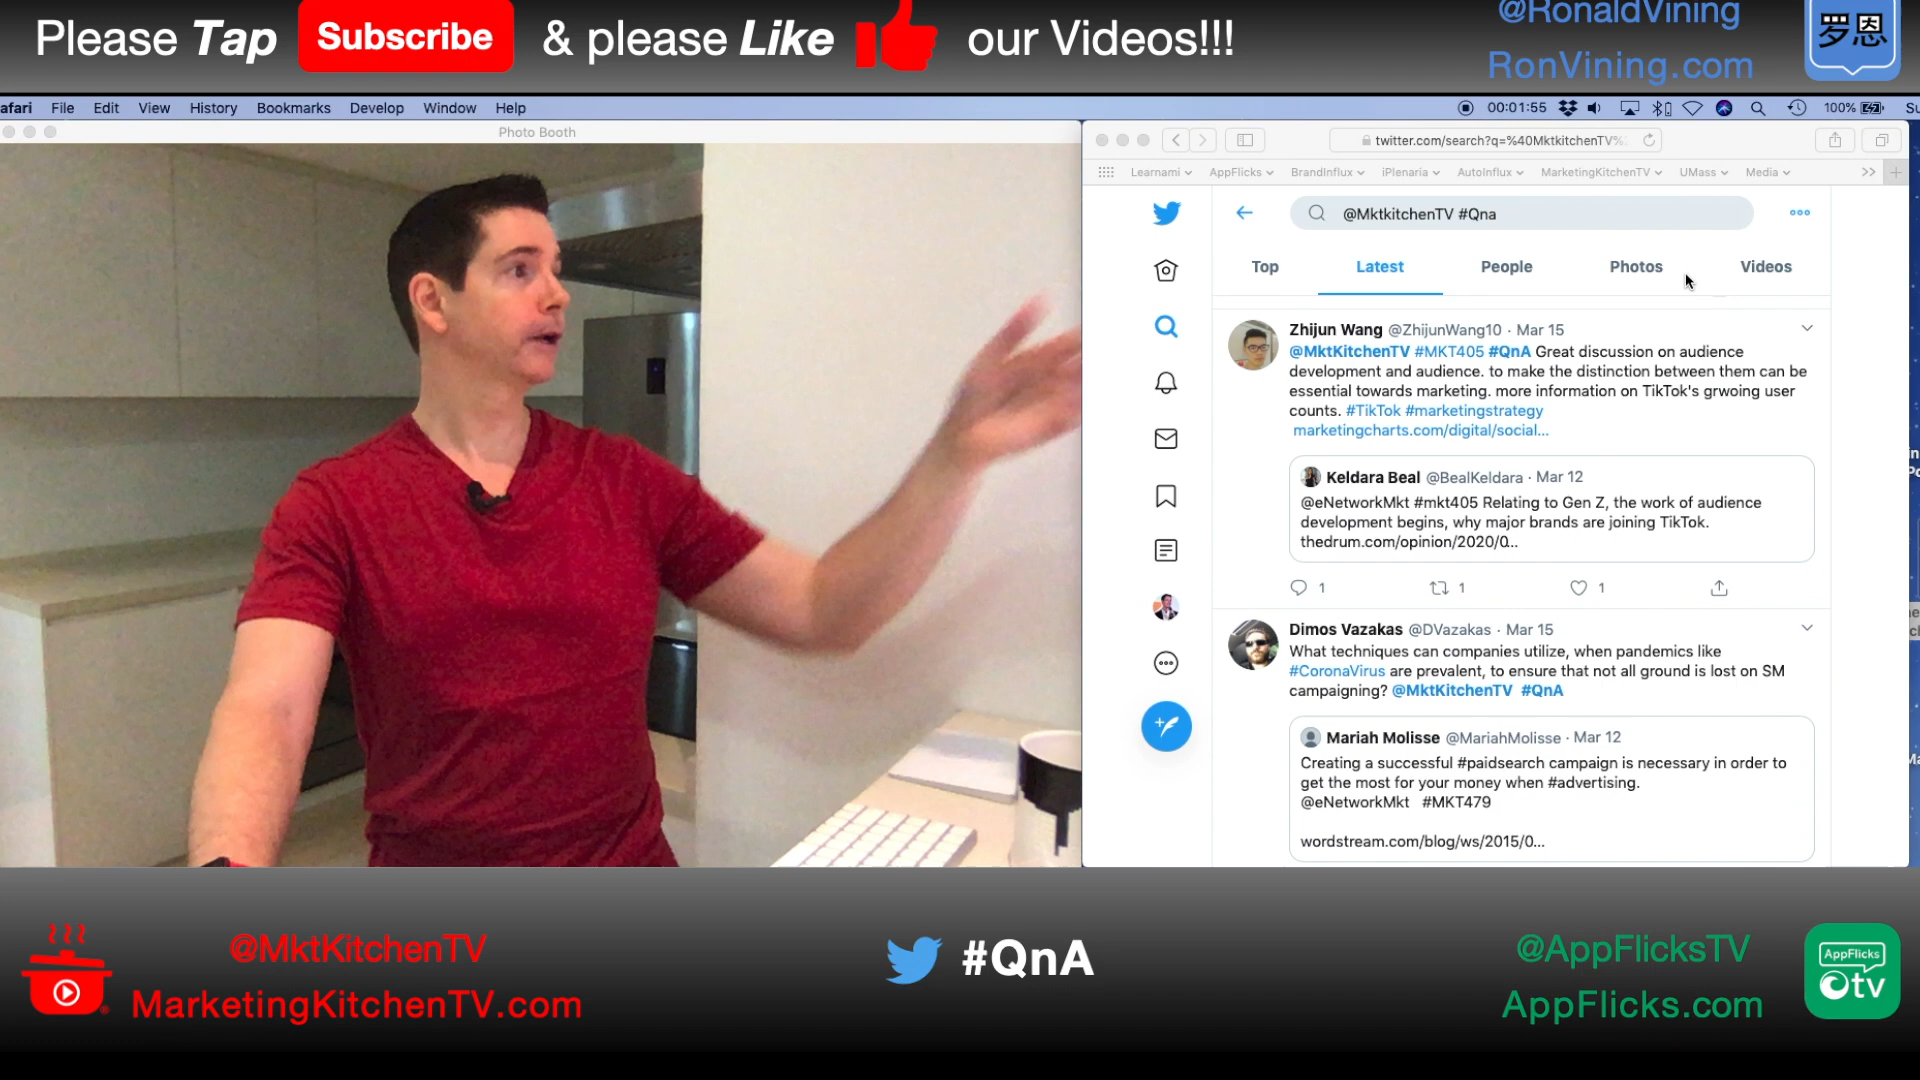 Please Tap Subscribe & please Like our Videos!!!
@RonaldVining
RonVining.com
罗恩
afari File Edit View History Bookmarks Develop Window Help
00:01:55
100%
Photo Booth
twitter.com/search?q=%40MktkitchenTV%
Learnami AppFlicks BrandInflux iPlenaria AutoInflux MarketingKitchenTV UMass Media
@MktkitchenTV #Qna
Top Latest People Photos Videos
Zhijun Wang @ZhijunWang10 · Mar 15
@MktKitchenTV #MKT405 #QnA Great discussion on audience
development and audience. to make the distinction between them can be
essential towards marketing. more information on TikTok's grwoing user
counts. #TikTok #marketingstrategy
marketingcharts.com/digital/social...
Keldara Beal @BealKeldara · Mar 12
@eNetworkMkt #mkt405 Relating to Gen Z, the work of audience
development begins, why major brands are joining TikTok.
thedrum.com/opinion/2020/0...
1 1 1
Dimos Vazakas @DVazakas · Mar 15
What techniques can companies utilize, when pandemics like
#CoronaVirus are prevalent, to ensure that not all ground is lost on SM
campaigning? @MktKitchenTV #QnA
Mariah Molisse @MariahMolisse · Mar 12
Creating a successful #paidsearch campaign is necessary in order to
get the most for your money when #advertising.
@eNetworkMkt #MKT479
wordstream.com/blog/ws/2015/0...
@MktKitchenTV
MarketingKitchenTV.com
#QnA
@AppFlicksTV
AppFlicks.com
AppFlicks
tv